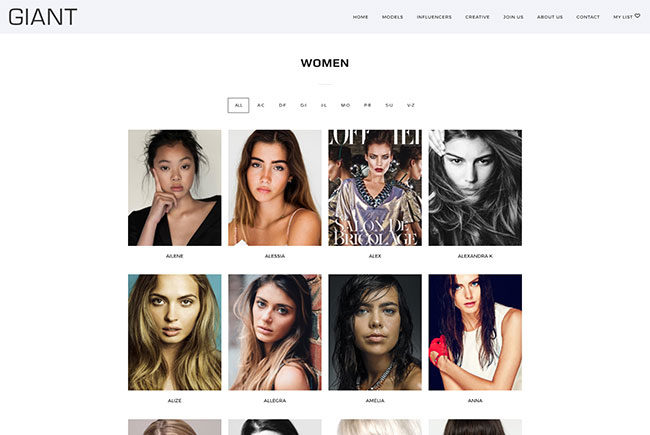 GIANT
HOME MODELS INFLUENCERS CREATIVE JOIN US ABOUT US CONTACT MY LIST
WOMEN
ALL A-C D-F G-I J-L M-O P-R S-U V-Z
L'OFFICIEL
SALON DE
BRICOLAGE
AILENE ALESSIA ALEX ALEXANDRA K
ALIZE ALLEGRA AMELIA ANNA